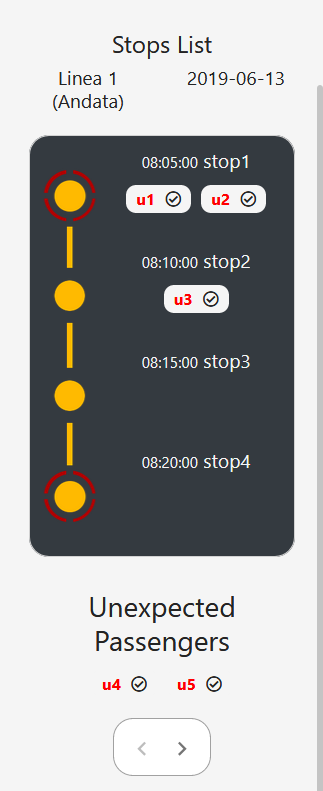 Stops List
Linea 1 2019-06-13
(Andata)
08:05:00 stop1
u1 u2
08:10:00 stop2
u3
08:15:00 stop3
08:20:00 stop4
Unexpected
Passengers
u4 u5